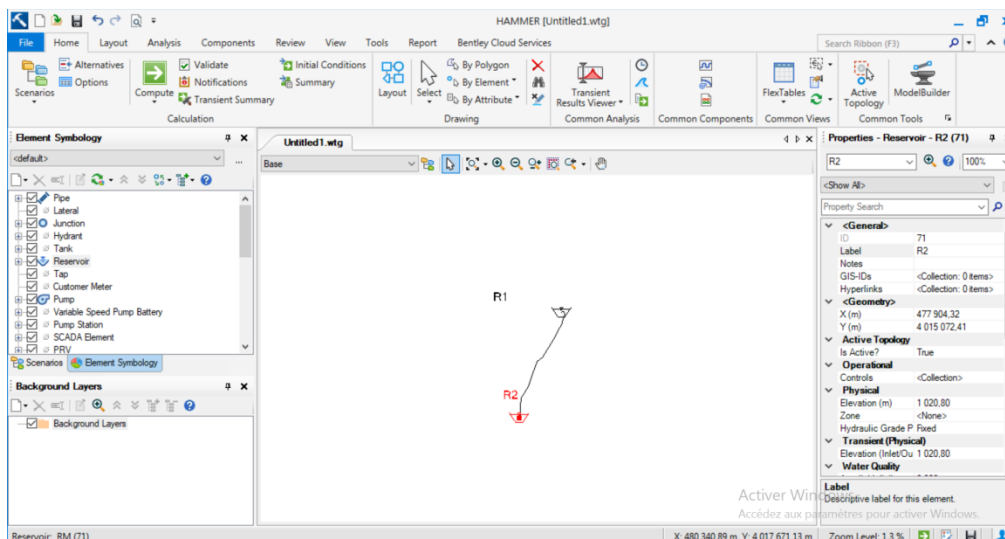 HAMMER [Untitled1.wtg]
File Home Layout Analysis Components Review View Tools Report Bentley Cloud Services Search Ribbon (F3)
Scenarios
Alternatives
Options
Compute
Validate
Notifications
Transient Summary
Initial Conditions
Summary
Calculation
Layout
Select
By Polygon
By Element
By Attribute
Drawing
Transient
Results Viewer
Common Analysis
Common Components
FlexTables
Common Views
Active
Topology
ModelBuilder
Common Tools
Element Symbology
<default>
...
Pipe
Lateral
Junction
Hydrant
Tank
Reservoir
Tap
Customer Meter
Pump
Variable Speed Pump Battery
Pump Station
SCADA Element
PRV
Scenarios Element Symbology
Background Layers
Background Layers
Untitled1.wtg
Base
R1
R2
Properties - Reservoir - R2 (71)
R2 100%
<Show All>
Property Search
<General>
ID 71
Label R2
Notes
GIS-IDs <Collection: 0 items>
Hyperlinks <Collection: 0 items>
<Geometry>
X (m) 477 904,32
Y (m) 4 015 072,41
Active Topology
Is Active? True
Operational
Controls <Collection>
Physical
Elevation (m) 1 020,80
Zone <None>
Hydraulic Grade P Fixed
Transient (Physical)
Elevation (Inlet/Ou 1 020,80
Water Quality
Label
Descriptive label for this element.
Activer Windows
Accédez aux paramètres pour activer Windows.
Reservoir: RM (71) X: 480 340,89 m, Y: 4 017 671,13 m Zoom Level: 1,3 %